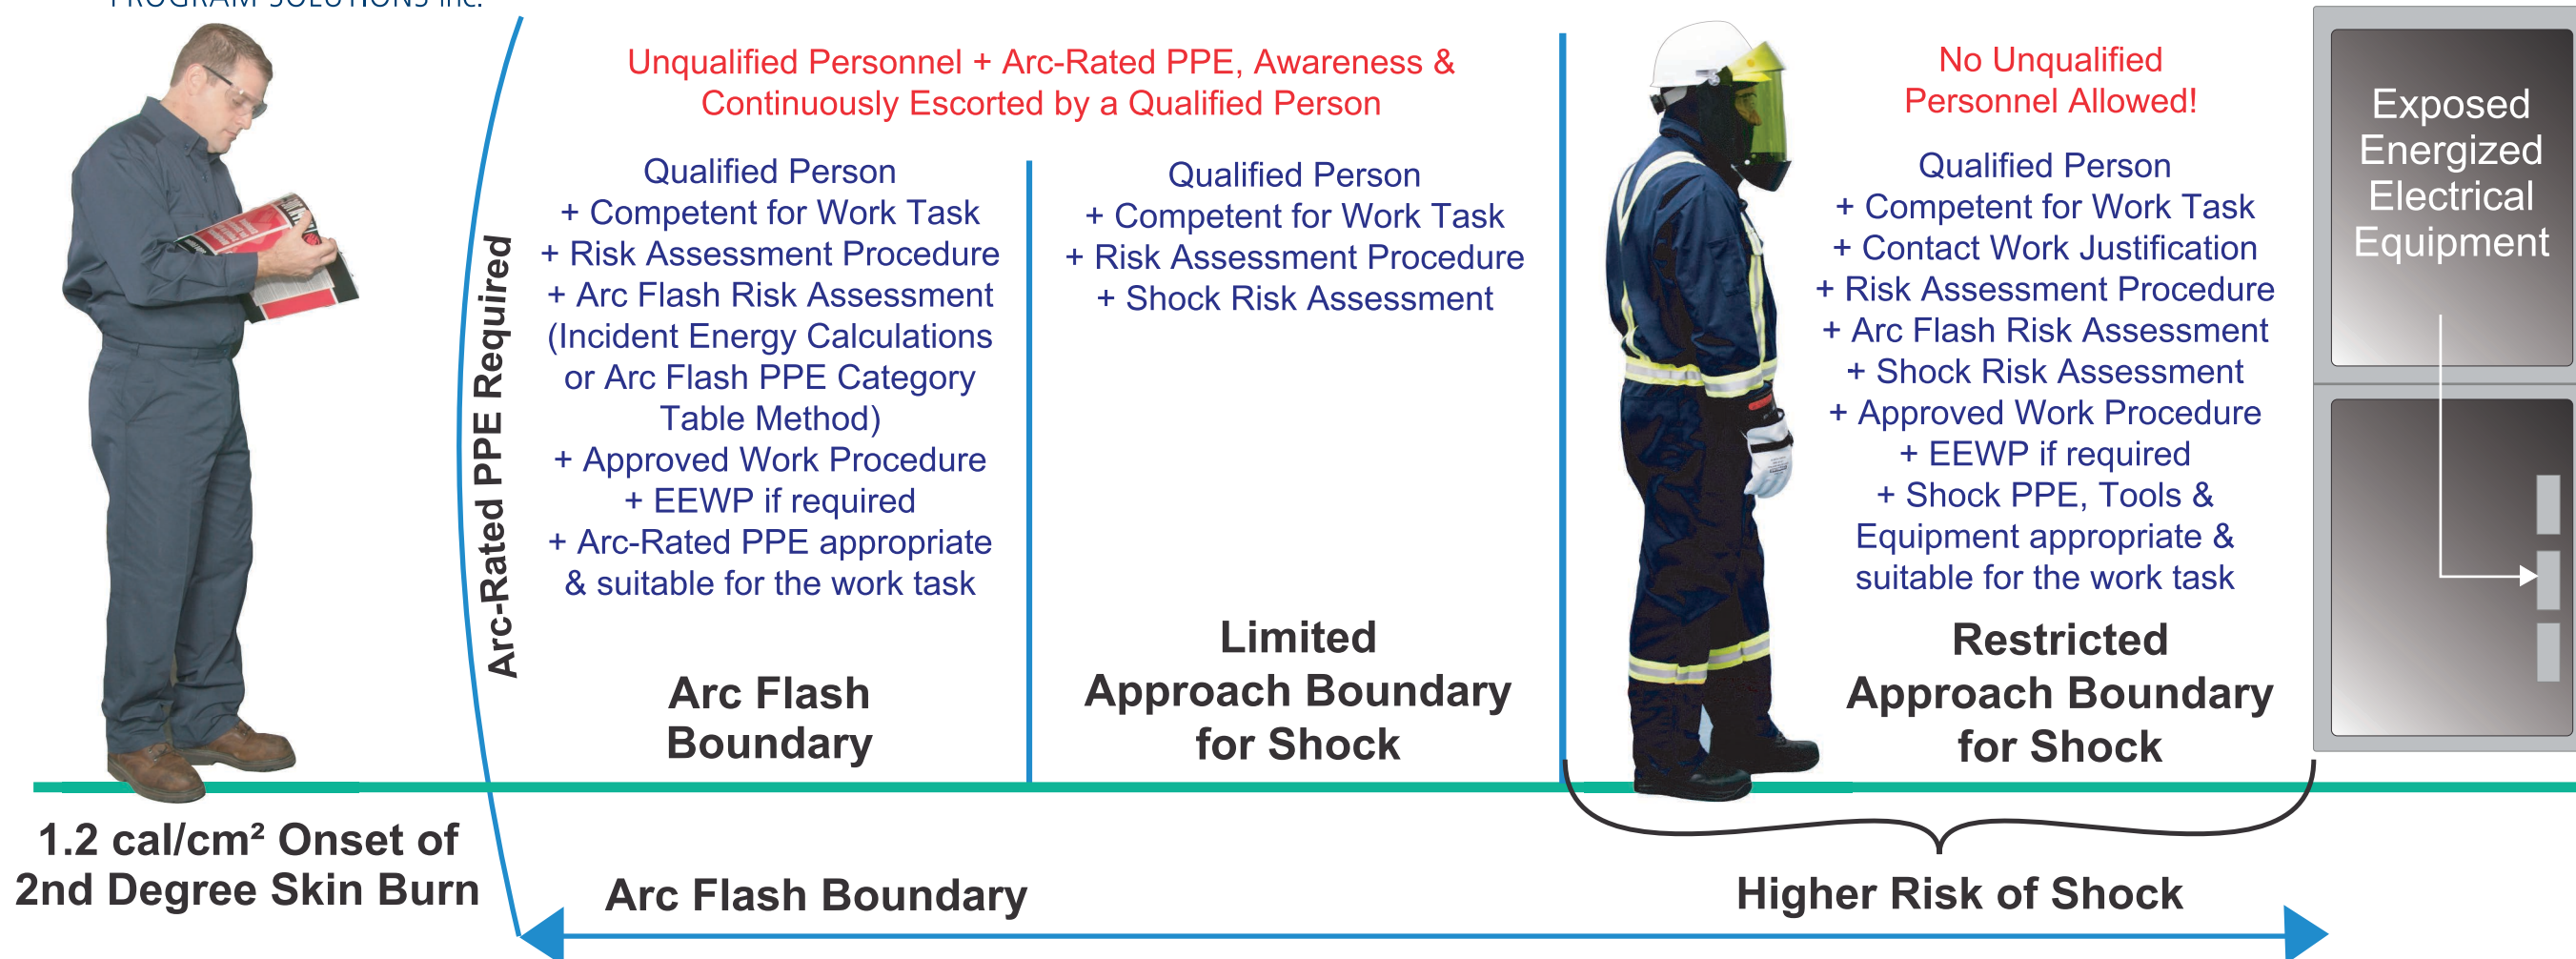 PROGRAM SOLUTIONS Inc.
Unqualified Personnel + Arc-Rated PPE, Awareness &
Continuously Escorted by a Qualified Person
Arc-Rated PPE Required
Qualified Person
+ Competent for Work Task
+ Risk Assessment Procedure
+ Arc Flash Risk Assessment
(Incident Energy Calculations
or Arc Flash PPE Category
Table Method)
+ Approved Work Procedure
+ EEWP if required
+ Arc-Rated PPE appropriate
& suitable for the work task
Arc Flash
Boundary
Qualified Person
+ Competent for Work Task
+ Risk Assessment Procedure
+ Shock Risk Assessment
Limited
Approach Boundary
for Shock
No Unqualified
Personnel Allowed!
Qualified Person
+ Competent for Work Task
+ Contact Work Justification
+ Risk Assessment Procedure
+ Arc Flash Risk Assessment
+ Shock Risk Assessment
+ Approved Work Procedure
+ EEWP if required
+ Shock PPE, Tools &
Equipment appropriate &
suitable for the work task
Restricted
Approach Boundary
for Shock
Exposed
Energized
Electrical
Equipment
1.2 cal/cm² Onset of
2nd Degree Skin Burn
Arc Flash Boundary
Higher Risk of Shock